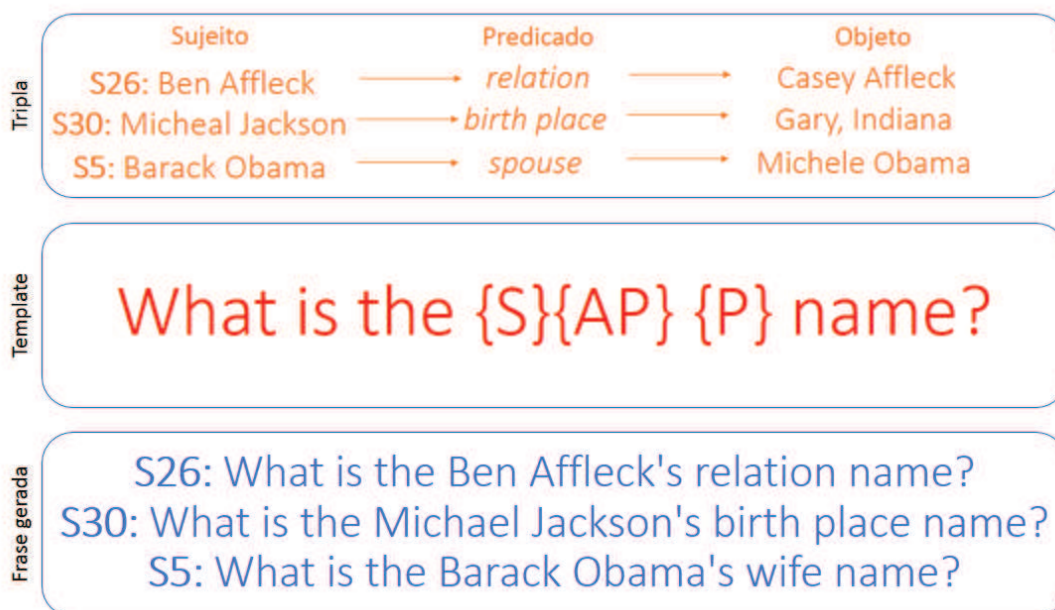 Tripla
Sujeito Predicado Objeto
S26: Ben Affleck relation Casey Affleck
S30: Micheal Jackson birth place Gary, Indiana
S5: Barack Obama spouse Michele Obama
Template
What is the {S}{AP} {P} name?
Frase gerada
S26: What is the Ben Affleck's relation name?
S30: What is the Michael Jackson's birth place name?
S5: What is the Barack Obama's wife name?